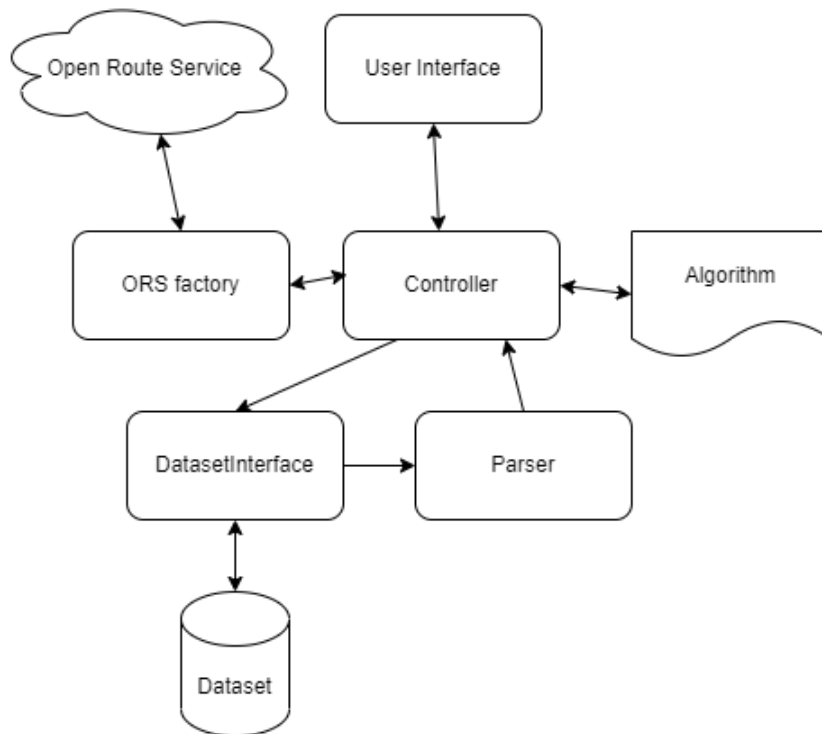 Open Route Service
User Interface
ORS factory
Controller
Algorithm
DatasetInterface
Parser
Dataset